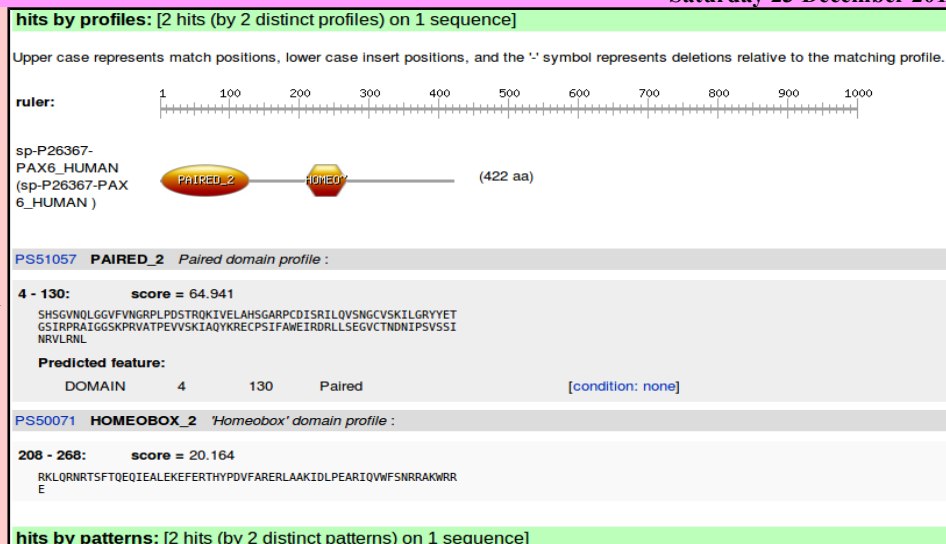 Saturday 23 December 201
hits by profiles: [2 hits (by 2 distinct profiles) on 1 sequence]
Upper case represents match positions, lower case insert positions, and the '-' symbol represents deletions relative to the matching profile.
ruler:
1 100 200 300 400 500 600 700 800 900 1000
sp-P26367-
PAX6_HUMAN
(sp-P26367-PAX
6_HUMAN )
PAIRED_2 (422 aa)
PS51057 PAIRED_2 Paired domain profile :
4 - 130: score = 64.941
SHSGVNQLGGVFVNGRPLPDSTRQKIVELAHSGARPCDISRILQVSNGCVSKILGRYYET
GSIRPRAIGGSKPRVATPEVVSKIAQYKRECPSIFAWEIRDRLLSEGVCTNDNIPSVSSI
NRVLRNL
Predicted feature:
DOMAIN 4 130 Paired [condition: none]
PS50071 HOMEOBOX_2 'Homeobox' domain profile :
208 - 268: score = 20.164
RKLQRNRTSFTQEQIEALEKEFERTHYPDVFARERLAAKIDLPEARIQVWFSNRRAKWRR
E
hits by patterns: [2 hits (by 2 distinct patterns) on 1 sequence]